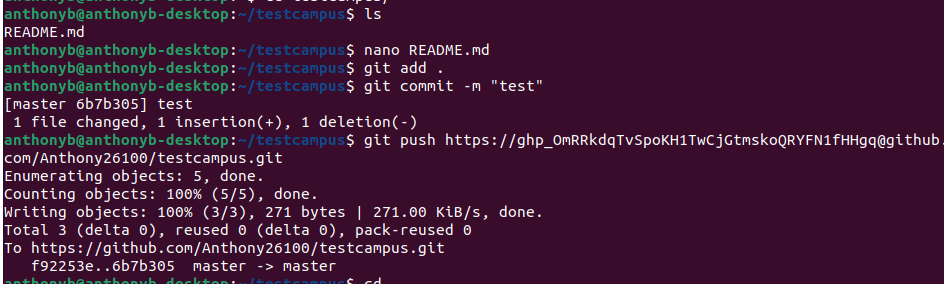 anthonyb@anthonyb-desktop:~/testcampus$ ls
README.md
anthonyb@anthonyb-desktop:~/testcampus$ nano README.md
anthonyb@anthonyb-desktop:~/testcampus$ git add .
anthonyb@anthonyb-desktop:~/testcampus$ git commit -m "test"
[master 6b7b305] test
 1 file changed, 1 insertion(+), 1 deletion(-)
anthonyb@anthonyb-desktop:~/testcampus$ git push https://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@github.
com/Anthony26100/testcampus.git
Enumerating objects: 5, done.
Counting objects: 100% (5/5), done.
Writing objects: 100% (3/3), 271 bytes | 271.00 KiB/s, done.
Total 3 (delta 0), reused 0 (delta 0), pack-reused 0
To https://github.com/Anthony26100/testcampus.git
   f92253e..6b7b305  master -> master
anthonyb@anthonyb-desktop:~/testcampus$ cd